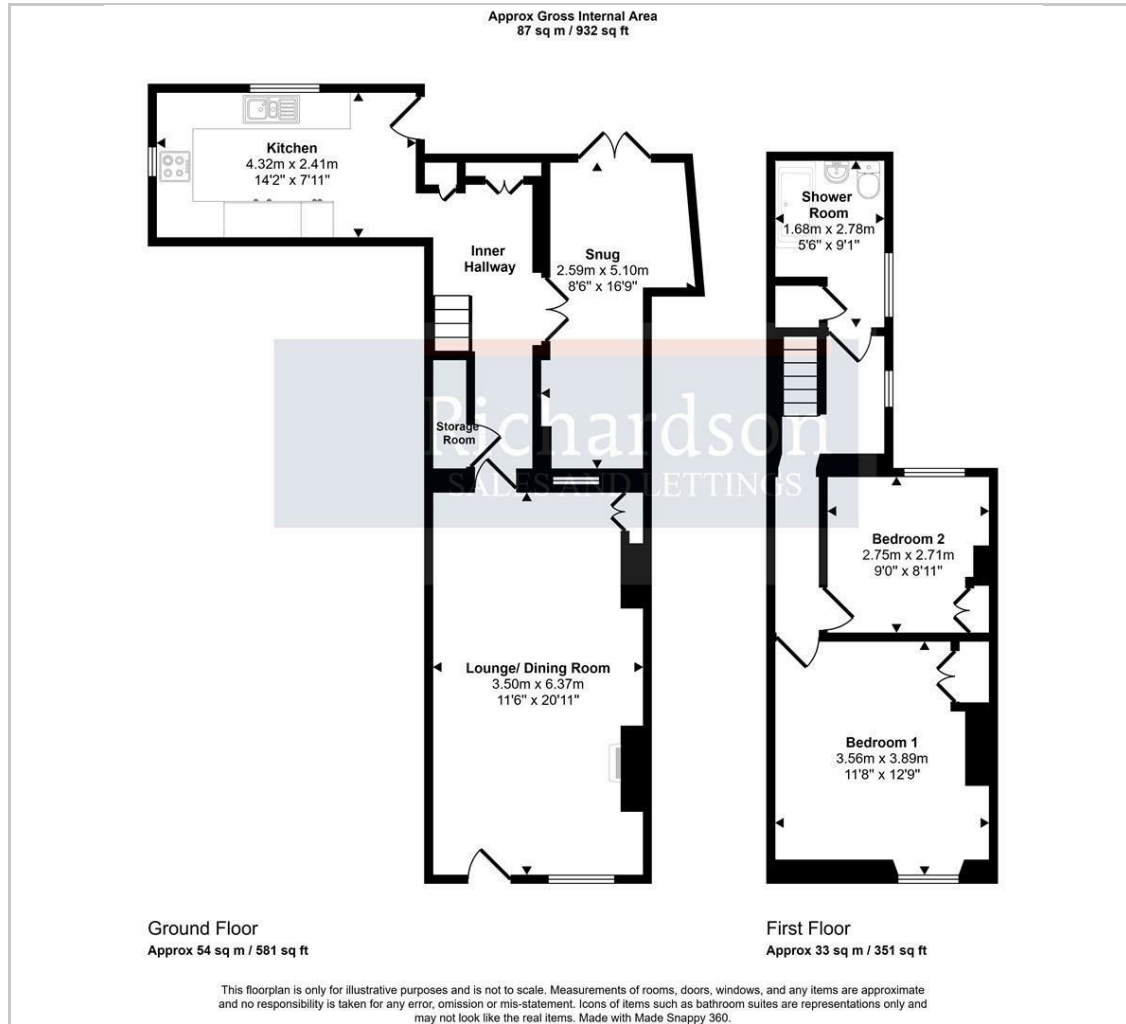 Approx Gross Internal Area
87 sq m / 932 sq ft
Kitchen
4.32m x 2.41m
14'2" x 7'11"
Inner
Hallway
Snug
2.59m x 5.10m
8'6" x 16'9"
Storage
Room
Lounge/ Dining Room
3.50m x 6.37m
11'6" x 20'11"
Shower
Room
1.68m x 2.78m
5'6" x 9'1"
Bedroom 2
2.75m x 2.71m
9'0" x 8'11"
Bedroom 1
3.56m x 3.89m
11'8" x 12'9"
Richardson
SALES AND LETTINGS
Ground Floor
Approx 54 sq m / 581 sq ft
First Floor
Approx 33 sq m / 351 sq ft
This floorplan is only for illustrative purposes and is not to scale. Measurements of rooms, doors, windows, and any items are approximate
and no responsibility is taken for any error, omission or mis-statement. Icons of items such as bathroom suites are representations only and
may not look like the real items. Made with Made Snappy 360.